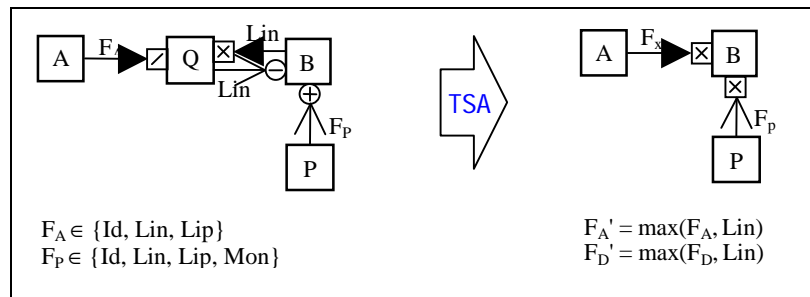 A
F
Q
Lin
B
Lin
F_P
P
TSA
A
F_x
B
F_p
P
F_A ∈ {Id, Lin, Lip}
F_P ∈ {Id, Lin, Lip, Mon}
F_A' = max(F_A, Lin)
F_D' = max(F_D, Lin)